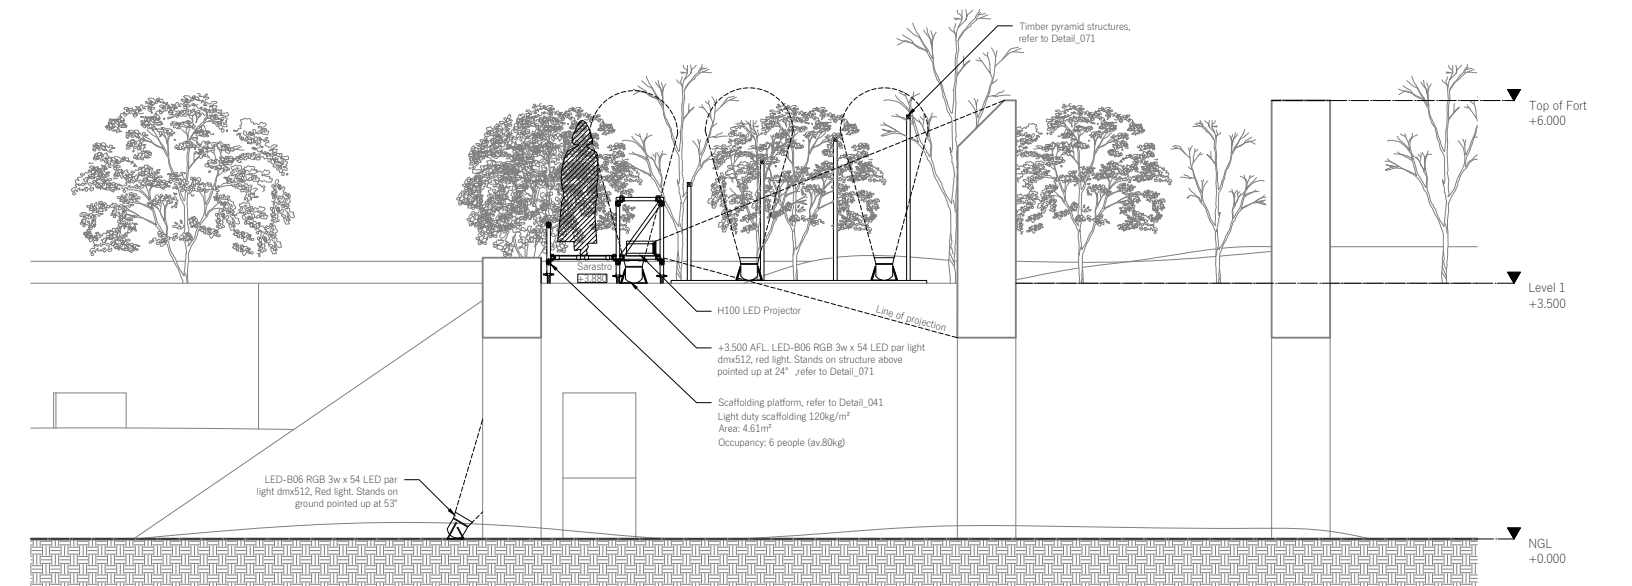 Timber pyramid structures,
refer to Detail_071
Top of Fort
+6.000
Sarastro
+3.880
Level 1
+3.500
H100 LED Projector
Line of projection
+3.500 AFL. LED-B06 RGB 3w x 54 LED par light
dmx512, red light. Stands on structure above
pointed up at 24° ,refer to Detail_071
Scaffolding platform, refer to Detail_041
Light duty scaffolding 120kg/m²
Area: 4.61m²
Occupancy: 6 people (av.80kg)
LED-B06 RGB 3w x 54 LED par
light dmx512, Red light. Stands on
ground pointed up at 53°
NGL
+0.000